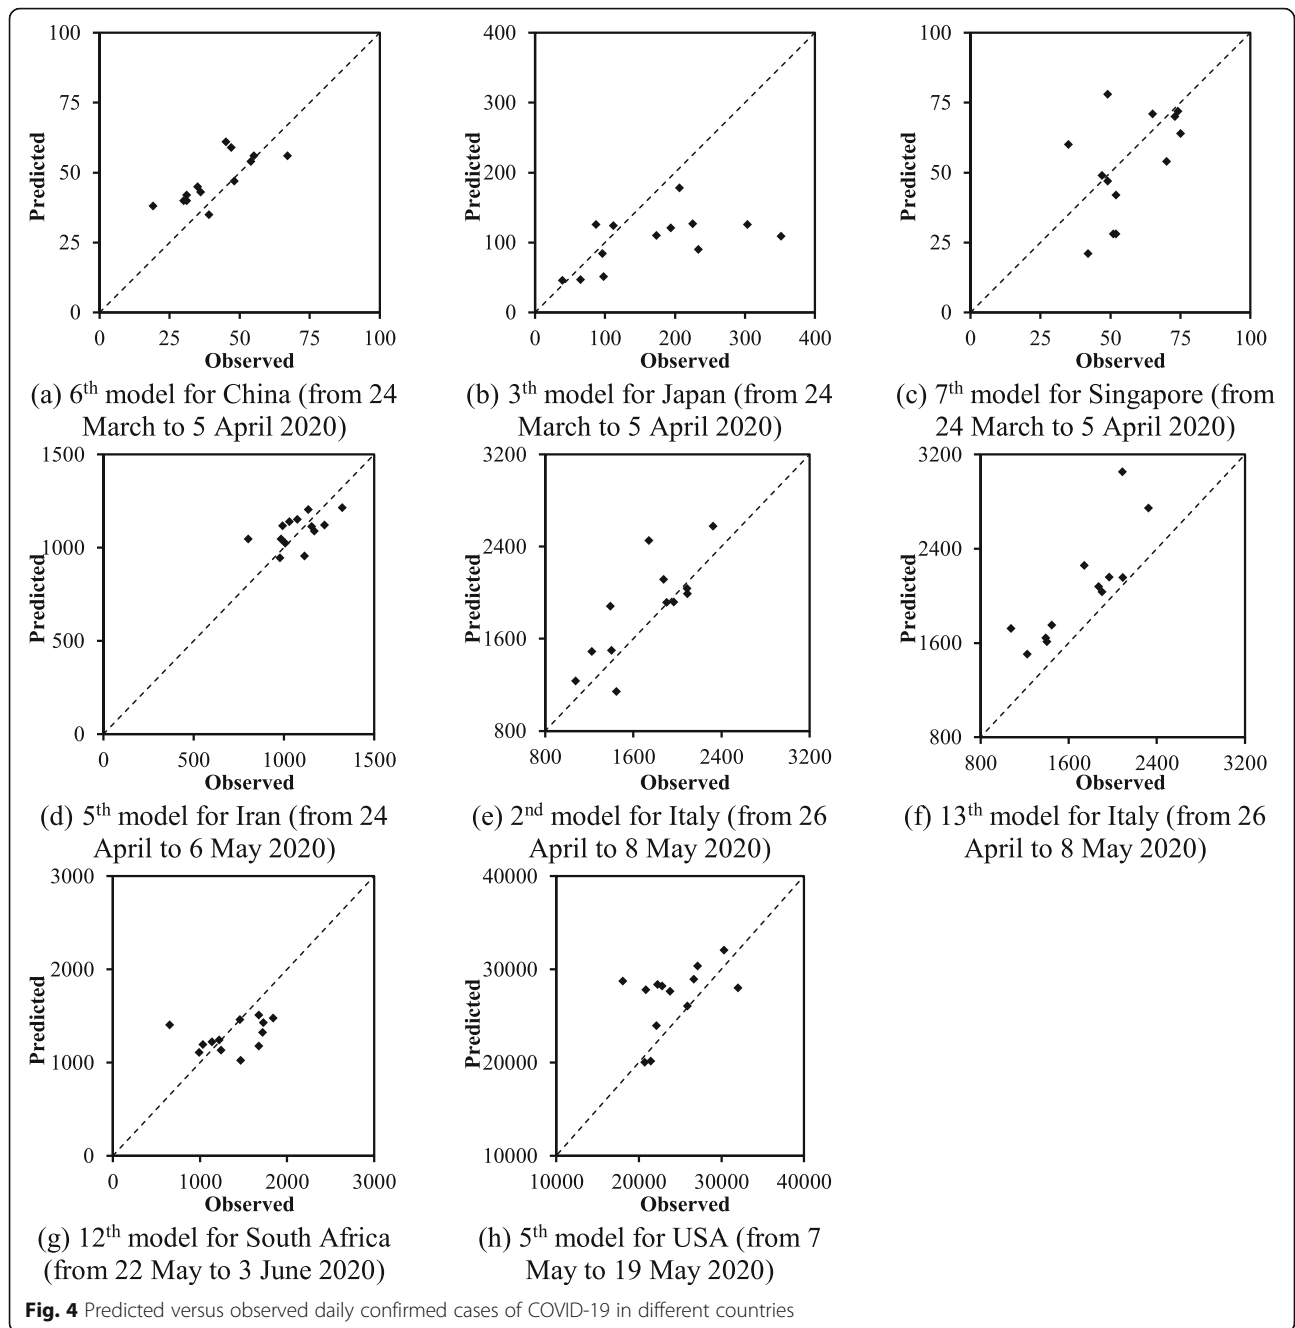 100
75
50
25
0
Predicted
0 25 50 75 100
Observed
(a) 6th model for China (from 24
March to 5 April 2020)
400
300
200
100
0
Predicted
0 100 200 300 400
Observed
(b) 3th model for Japan (from 24
March to 5 April 2020)
100
75
50
25
0
Predicted
0 25 50 75 100
Observed
(c) 7th model for Singapore (from
24 March to 5 April 2020)
1500
1000
500
0
Predicted
0 500 1000 1500
Observed
(d) 5th model for Iran (from 24
April to 6 May 2020)
3200
2400
1600
800
Predicted
800 1600 2400 3200
Observed
(e) 2nd model for Italy (from 26
April to 8 May 2020)
3200
2400
1600
800
Predicted
800 1600 2400 3200
Observed
(f) 13th model for Italy (from 26
April to 8 May 2020)
3000
2000
1000
0
Predicted
0 1000 2000 3000
Observed
(g) 12th model for South Africa
(from 22 May to 3 June 2020)
40000
30000
20000
10000
Predicted
10000 20000 30000 40000
Observed
(h) 5th model for USA (from 7
May to 19 May 2020)
Fig. 4 Predicted versus observed daily confirmed cases of COVID-19 in different countries